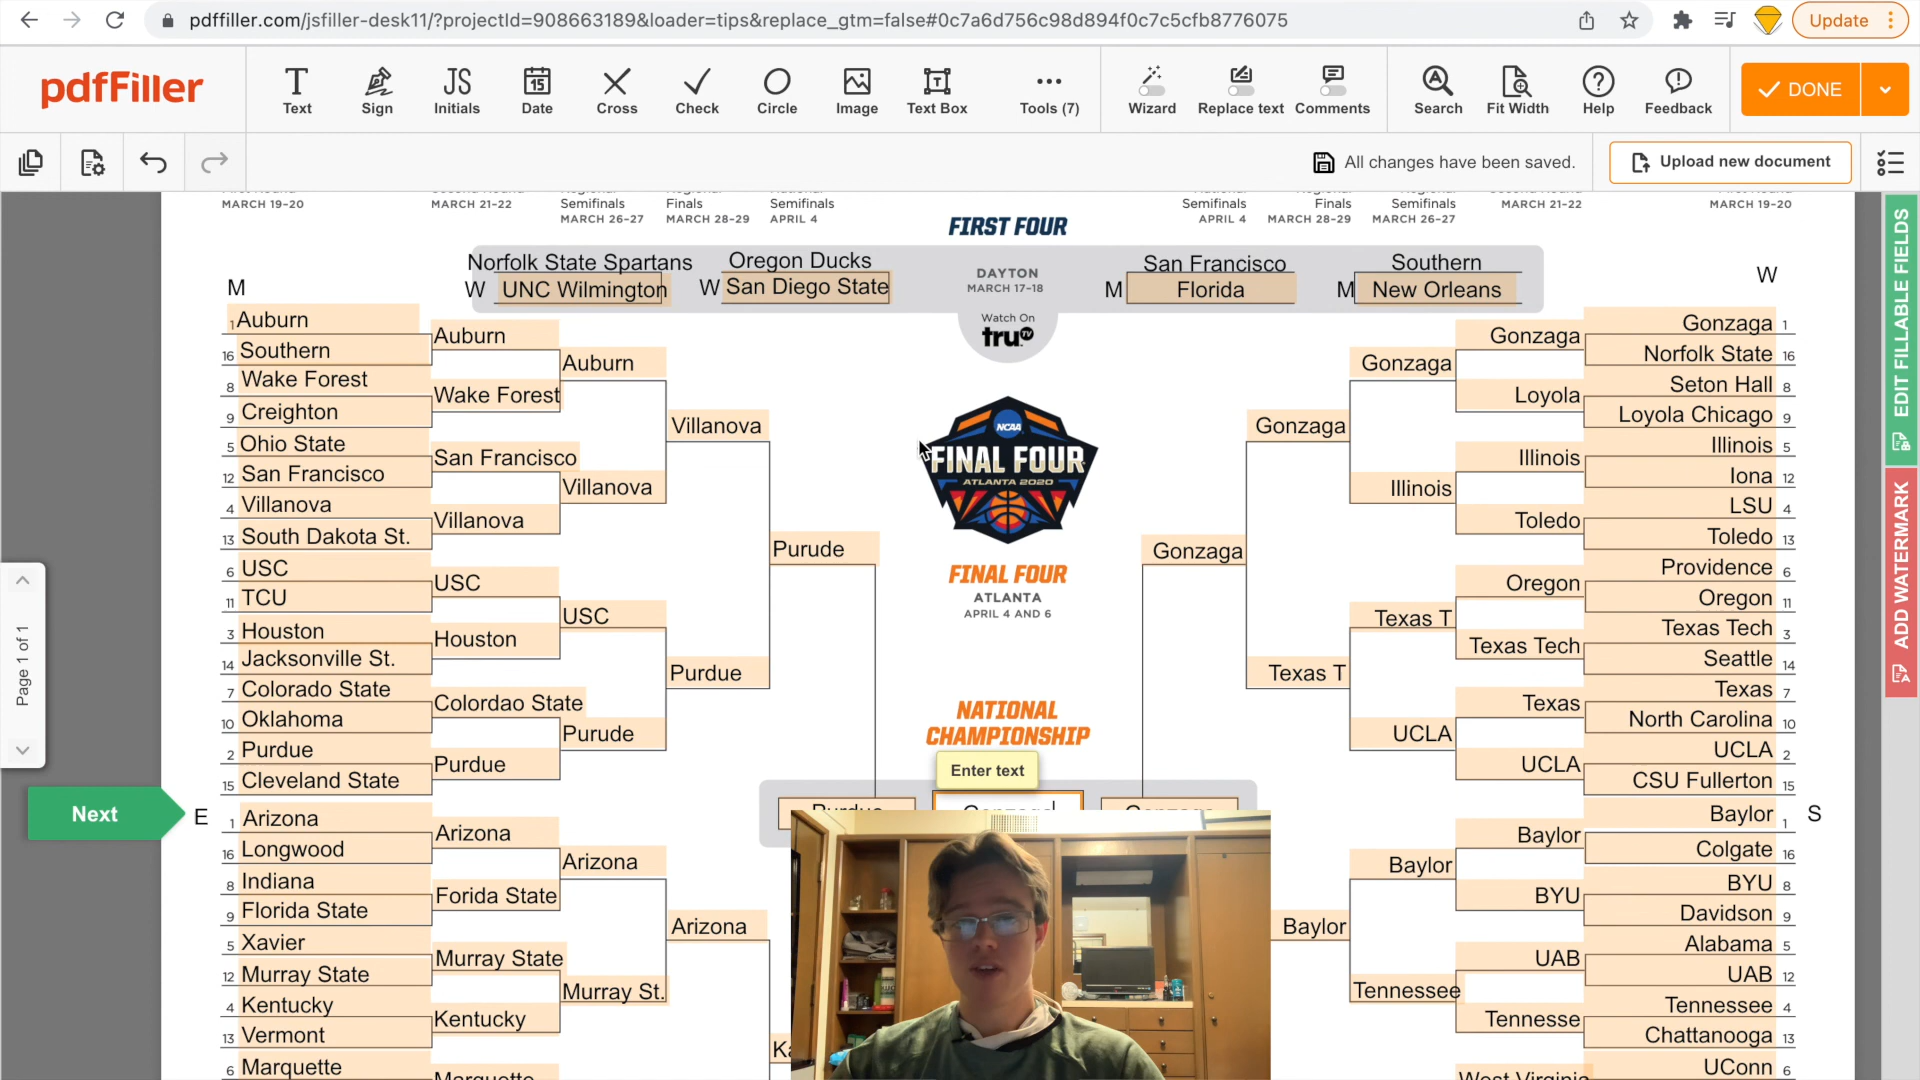 pdffiller.com/jsfiller-desk11/?projectId=908663189&loader=tips&replace_gtm=false#0c7a6d756c98d894f0c7c5cfb8776075
Update
pdfFiller
Text
Sign
JS
Initials
15
Date
Cross
Check
Circle
Image
Text Box
Tools (7)
Wizard
Replace text
Comments
Search
Fit Width
Help
Feedback
DONE
All changes have been saved.
Upload new document
MARCH 19-20
MARCH 21-22
Semifinals
MARCH 26-27
Finals
MARCH 28-29
Semifinals
APRIL 4
FIRST FOUR
Semifinals
APRIL 4
Finals
MARCH 28-29
Semifinals
MARCH 26-27
MARCH 21-22
MARCH 19-20
Norfolk State Spartans
W UNC Wilmington
Oregon Ducks
W San Diego State
DAYTON
MARCH 17-18
Watch On
truTV
San Francisco
M Florida
Southern
M New Orleans
M
1 Auburn
16 Southern
8 Wake Forest
9 Creighton
5 Ohio State
12 San Francisco
4 Villanova
13 South Dakota St.
6 USC
11 TCU
3 Houston
14 Jacksonville St.
7 Colorado State
10 Oklahoma
2 Purdue
15 Cleveland State
Auburn
Wake Forest
San Francisco
Villanova
USC
Houston
Colordao State
Purdue
Auburn
Villanova
USC
Purude
Villanova
Purdue
Purude
NCAA
FINAL FOUR
ATLANTA 2020
FINAL FOUR
ATLANTA
APRIL 4 AND 6
NATIONAL
CHAMPIONSHIP
Enter text
Purdue
Gonzaga
Gonzaga
Gonzaga
Gonzaga
Texas T
Gonzaga
Illinois
Texas T
UCLA
Gonzaga
Loyola
Illinois
Toledo
Oregon
Texas Tech
Texas
UCLA
W
Gonzaga 1
Norfolk State 16
Seton Hall 8
Loyola Chicago 9
Illinois 5
Iona 12
LSU 4
Toledo 13
Providence 6
Oregon 11
Texas Tech 3
Seattle 14
Texas 7
North Carolina 10
UCLA 2
CSU Fullerton 15
EDIT FILLABLE FIELDS
ADD WATERMARK
Page 1 of 1
Next
E
1 Arizona
16 Longwood
8 Indiana
9 Florida State
5 Xavier
12 Murray State
4 Kentucky
13 Vermont
6 Marquette
Arizona
Forida State
Murray State
Kentucky
Marquette
Arizona
Murray St.
Arizona
Baylor
Baylor
Tennessee
Baylor
BYU
UAB
Tennesse
West Virginia
S
Baylor 1
Colgate 16
BYU 8
Davidson 9
Alabama 5
UAB 12
Tennessee 4
Chattanooga 13
UConn 6